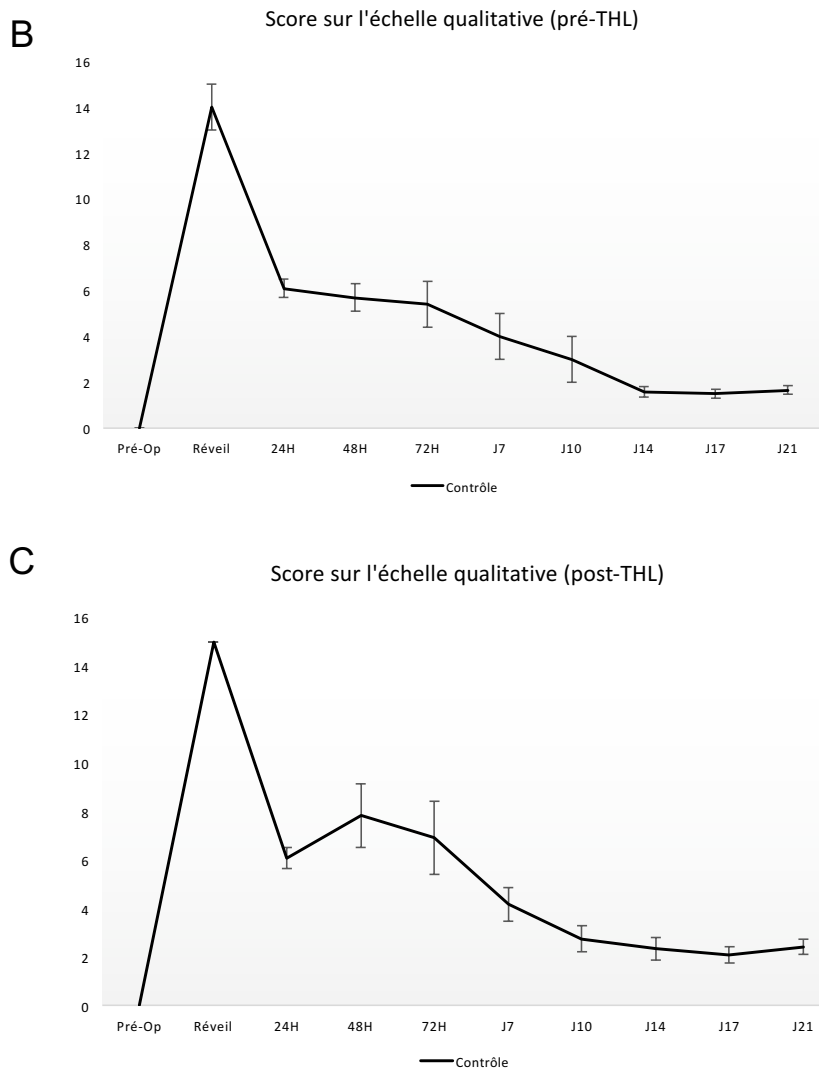 B
Score sur l'échelle qualitative (pré-THL)
16
14
12
10
8
6
4
2
0
Pré-Op Réveil 24H 48H 72H J7 J10 J14 J17 J21
Contrôle
C
Score sur l'échelle qualitative (post-THL)
16
14
12
10
8
6
4
2
0
Pré-Op Réveil 24H 48H 72H J7 J10 J14 J17 J21
Contrôle